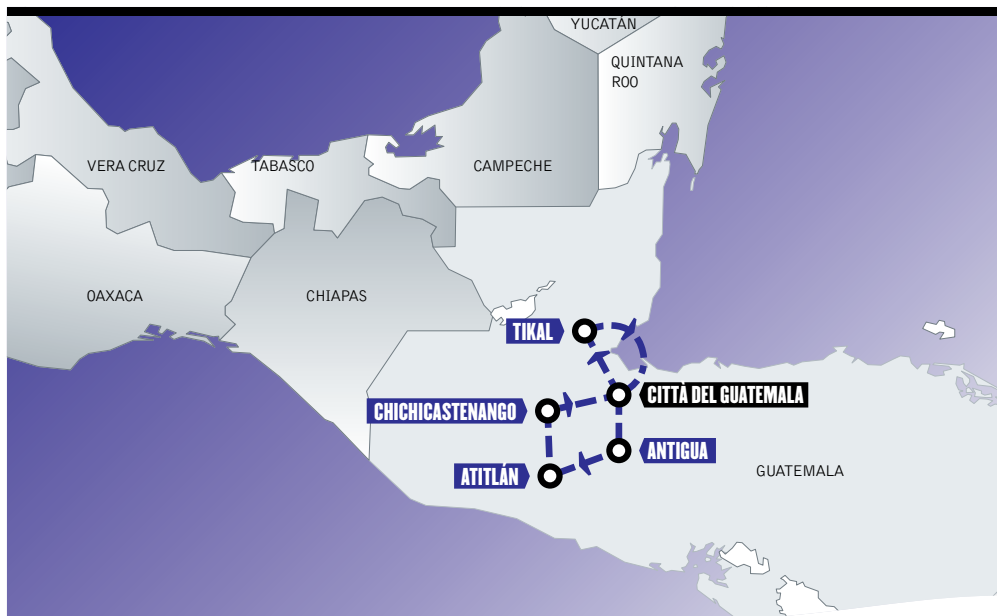 YUCATÁN
QUINTANA
ROO
VERA CRUZ
TABASCO
CAMPECHE
OAXACA
CHIAPAS
TIKAL
CITTÀ DEL GUATEMALA
CHICHICASTENANGO
ANTIGUA
ATITLÁN
GUATEMALA